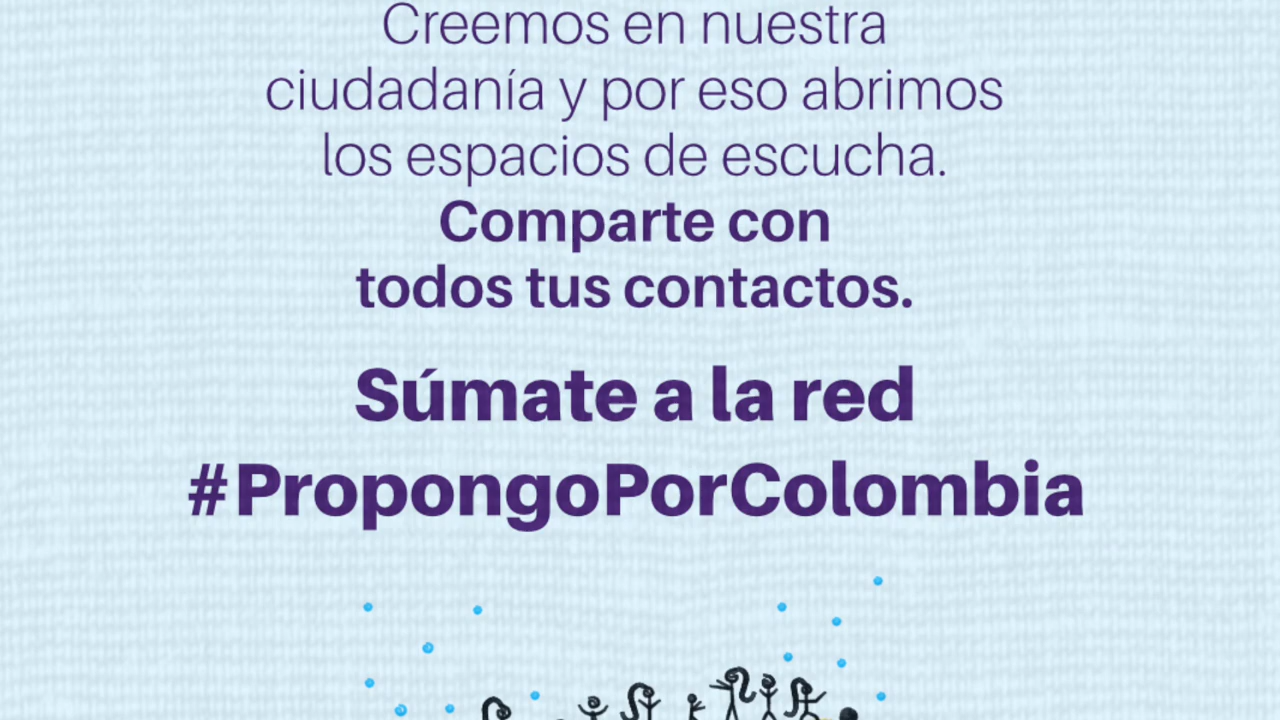 Creemos en nuestra
ciudadanía y por eso abrimos
los espacios de escucha.
Comparte con
todos tus contactos.
Súmate a la red
#PropongoPorColombia